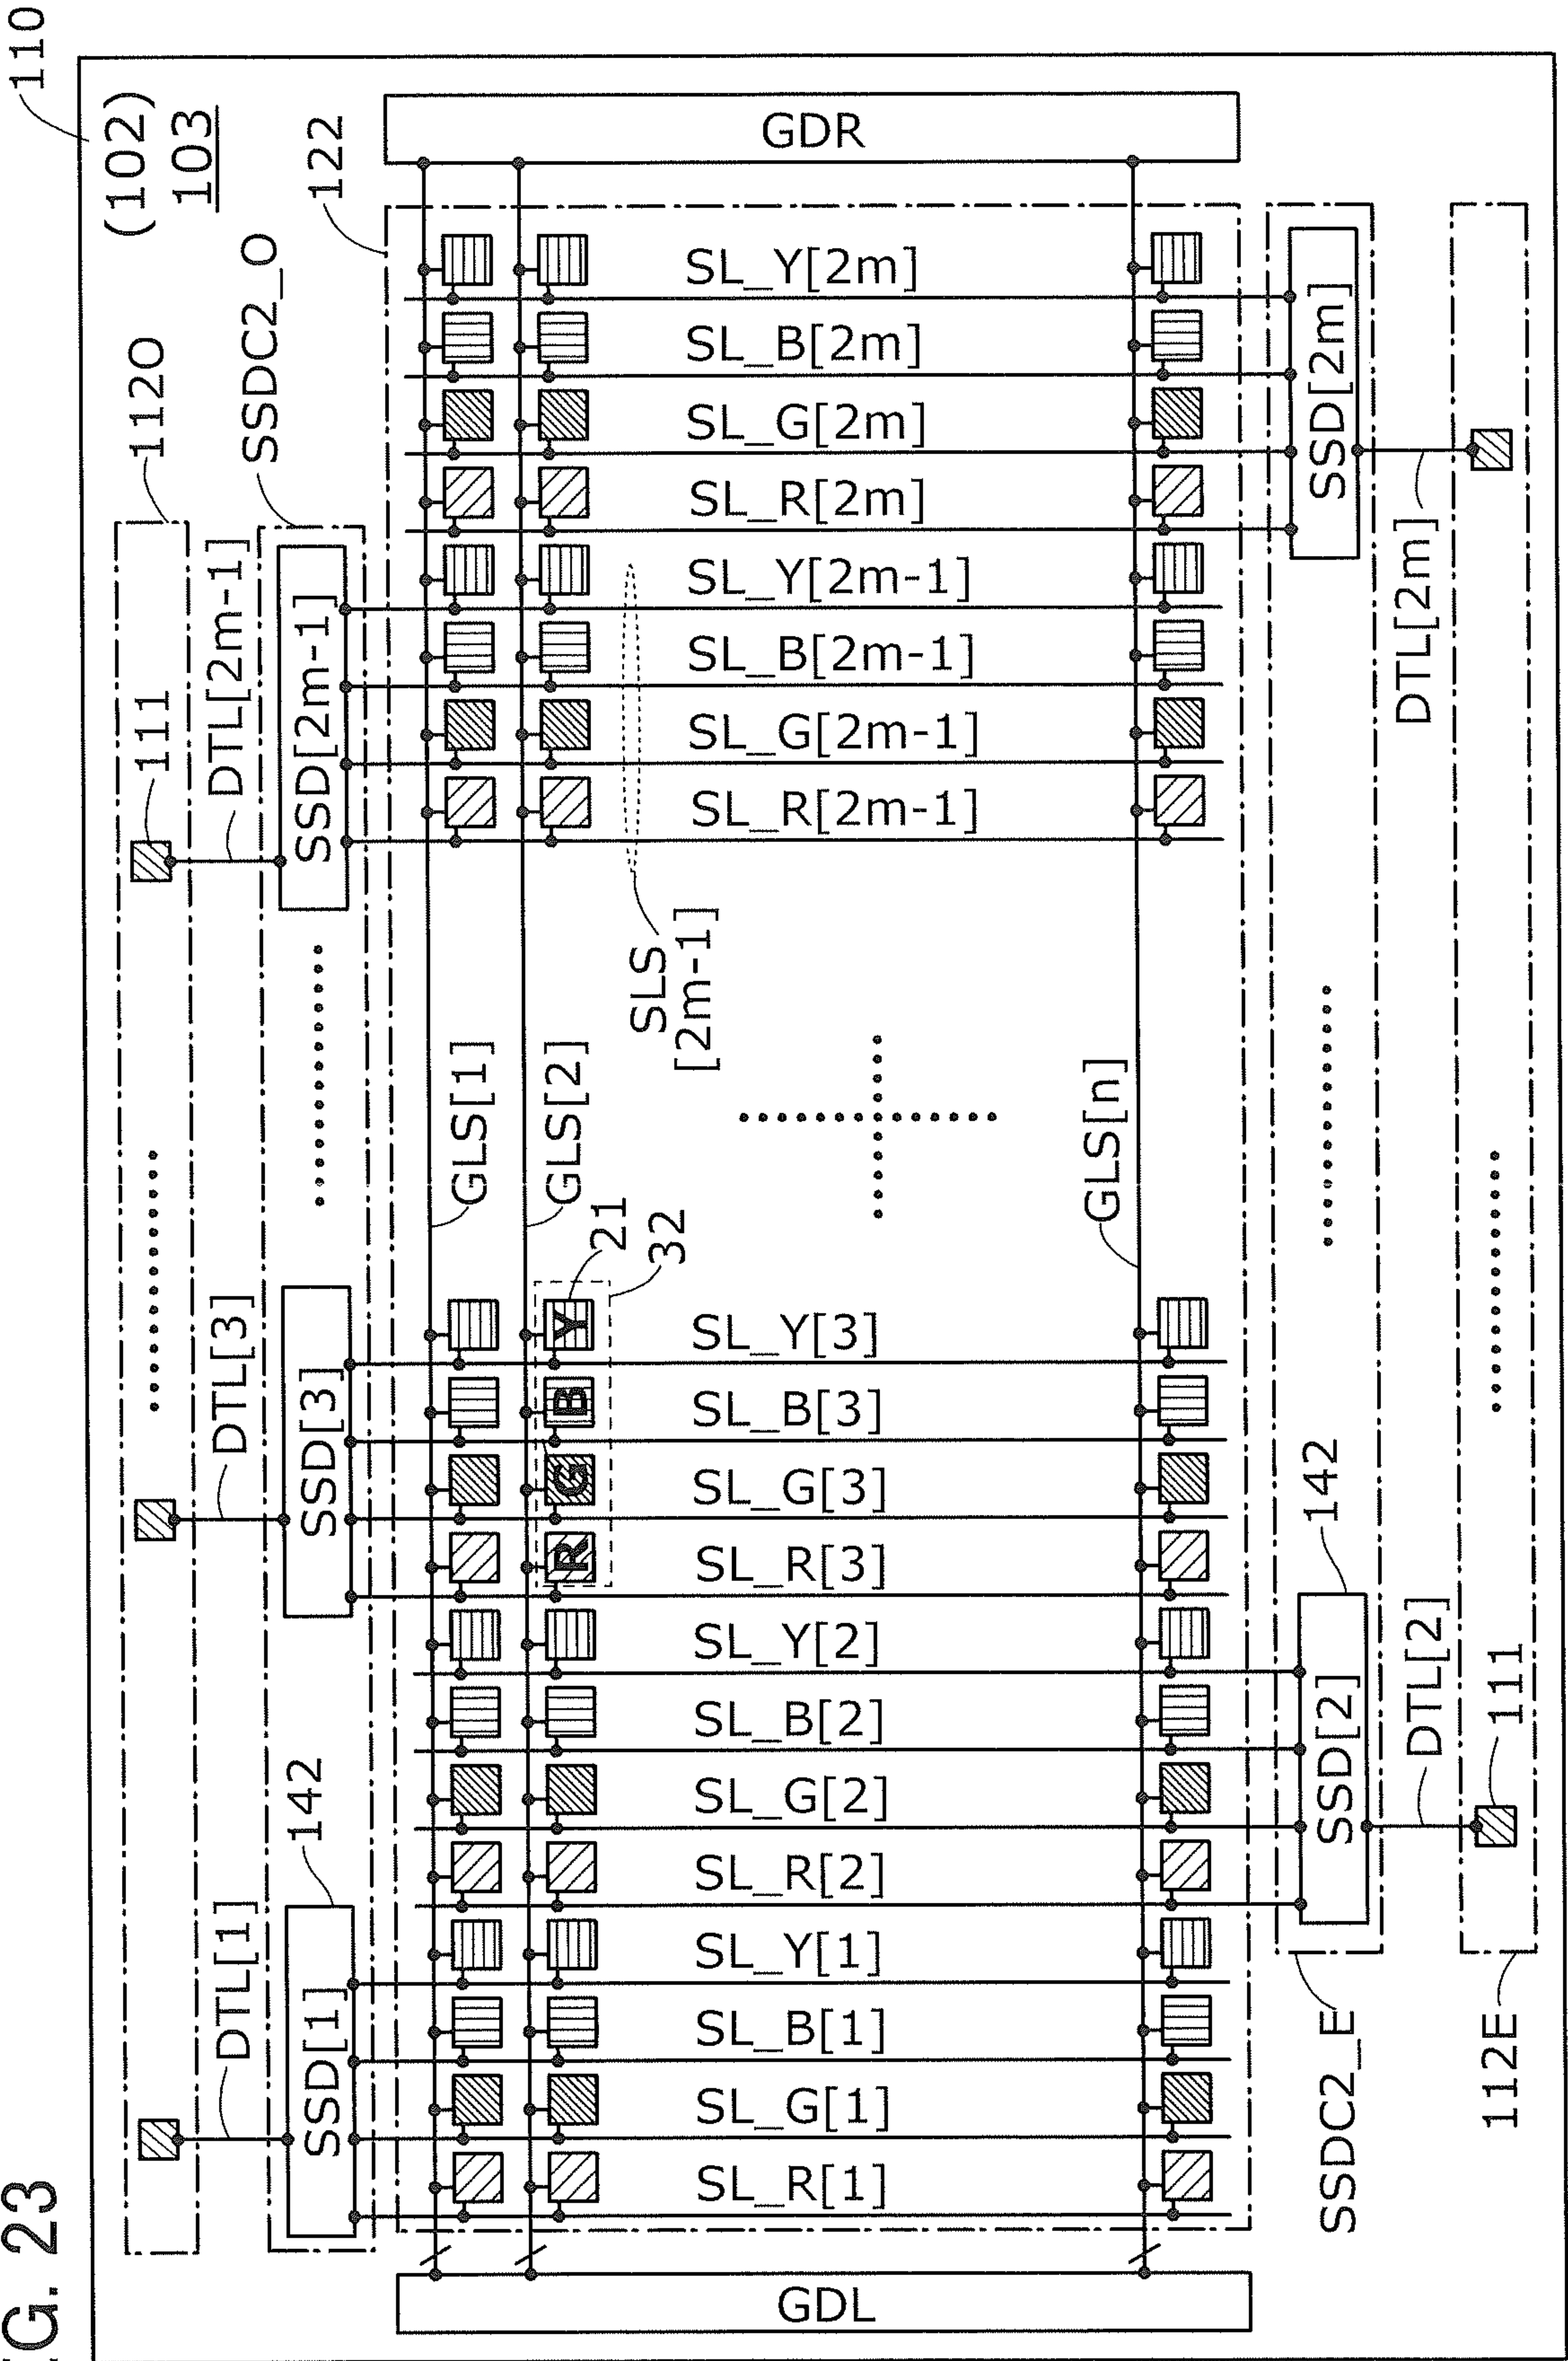 G. 23
110
(102)
103
112O
111
DTL[1]
DTL[3]
DTL[2m-1]
SSDC2_O
142
SSD[1]
SSD[3]
SSD[2m-1]
122
GDL
GDR
GLS[1]
GLS[2]
R
G
B
Y
21
32
SLS
[2m-1]
SL_R[1]
SL_G[1]
SL_B[1]
SL_Y[1]
SL_R[2]
SL_G[2]
SL_B[2]
SL_Y[2]
SL_R[3]
SL_G[3]
SL_B[3]
SL_Y[3]
SL_R[2m-1]
SL_G[2m-1]
SL_B[2m-1]
SL_Y[2m-1]
SL_R[2m]
SL_G[2m]
SL_B[2m]
SL_Y[2m]
GLS[n]
SSDC2_E
SSD[2]
142
SSD[2m]
DTL[2]
DTL[2m]
112E
111